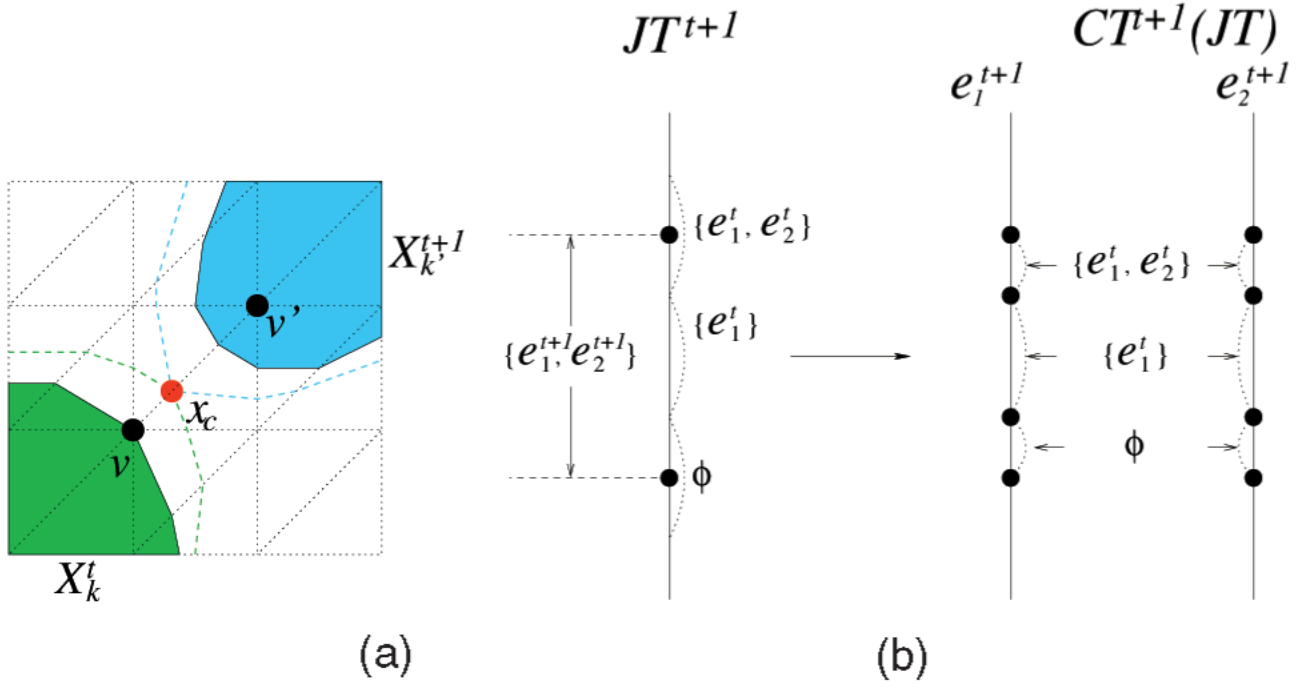 JT^{t+1}
CT^{t+1}(JT)
e_1^{t+1}
e_2^{t+1}
X_{k'}^{t+1}
v'
x_c
v
X_k^t
{e_1^t, e_2^t}
{e_1^t}
{e_1^{t+1}, e_2^{t+1}}
ϕ
{e_1^t, e_2^t}
{e_1^t}
ϕ
(a)
(b)